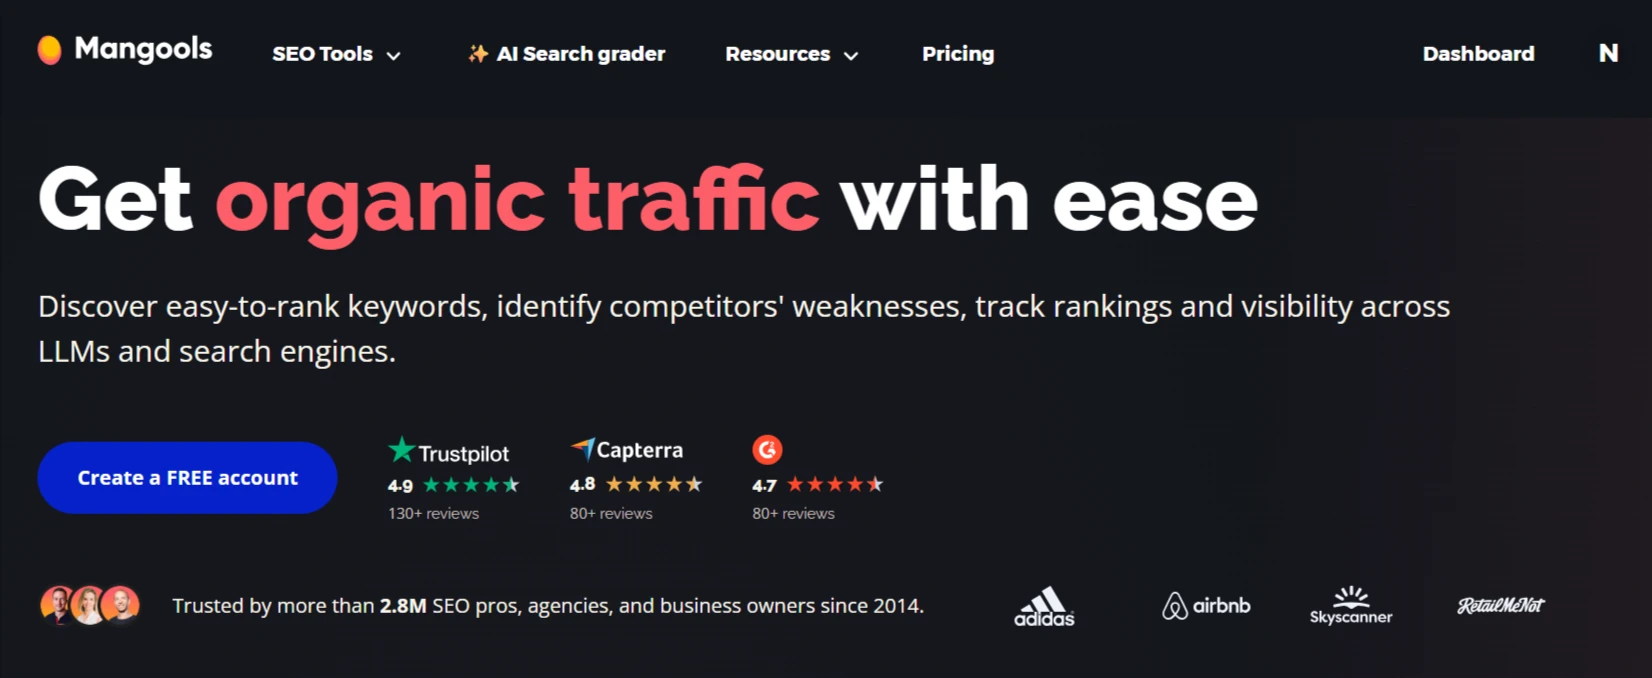 Mangools
SEO Tools
AI Search grader
Resources
Pricing
Dashboard
N
Get organic traffic with ease
Discover easy-to-rank keywords, identify competitors' weaknesses, track rankings and visibility across
LLMs and search engines.
Create a FREE account
Trustpilot
4.9
130+ reviews
Capterra
4.8
80+ reviews
G2
4.7
80+ reviews
Trusted by more than 2.8M SEO pros, agencies, and business owners since 2014.
adidas
airbnb
Skyscanner
RetailMeNot